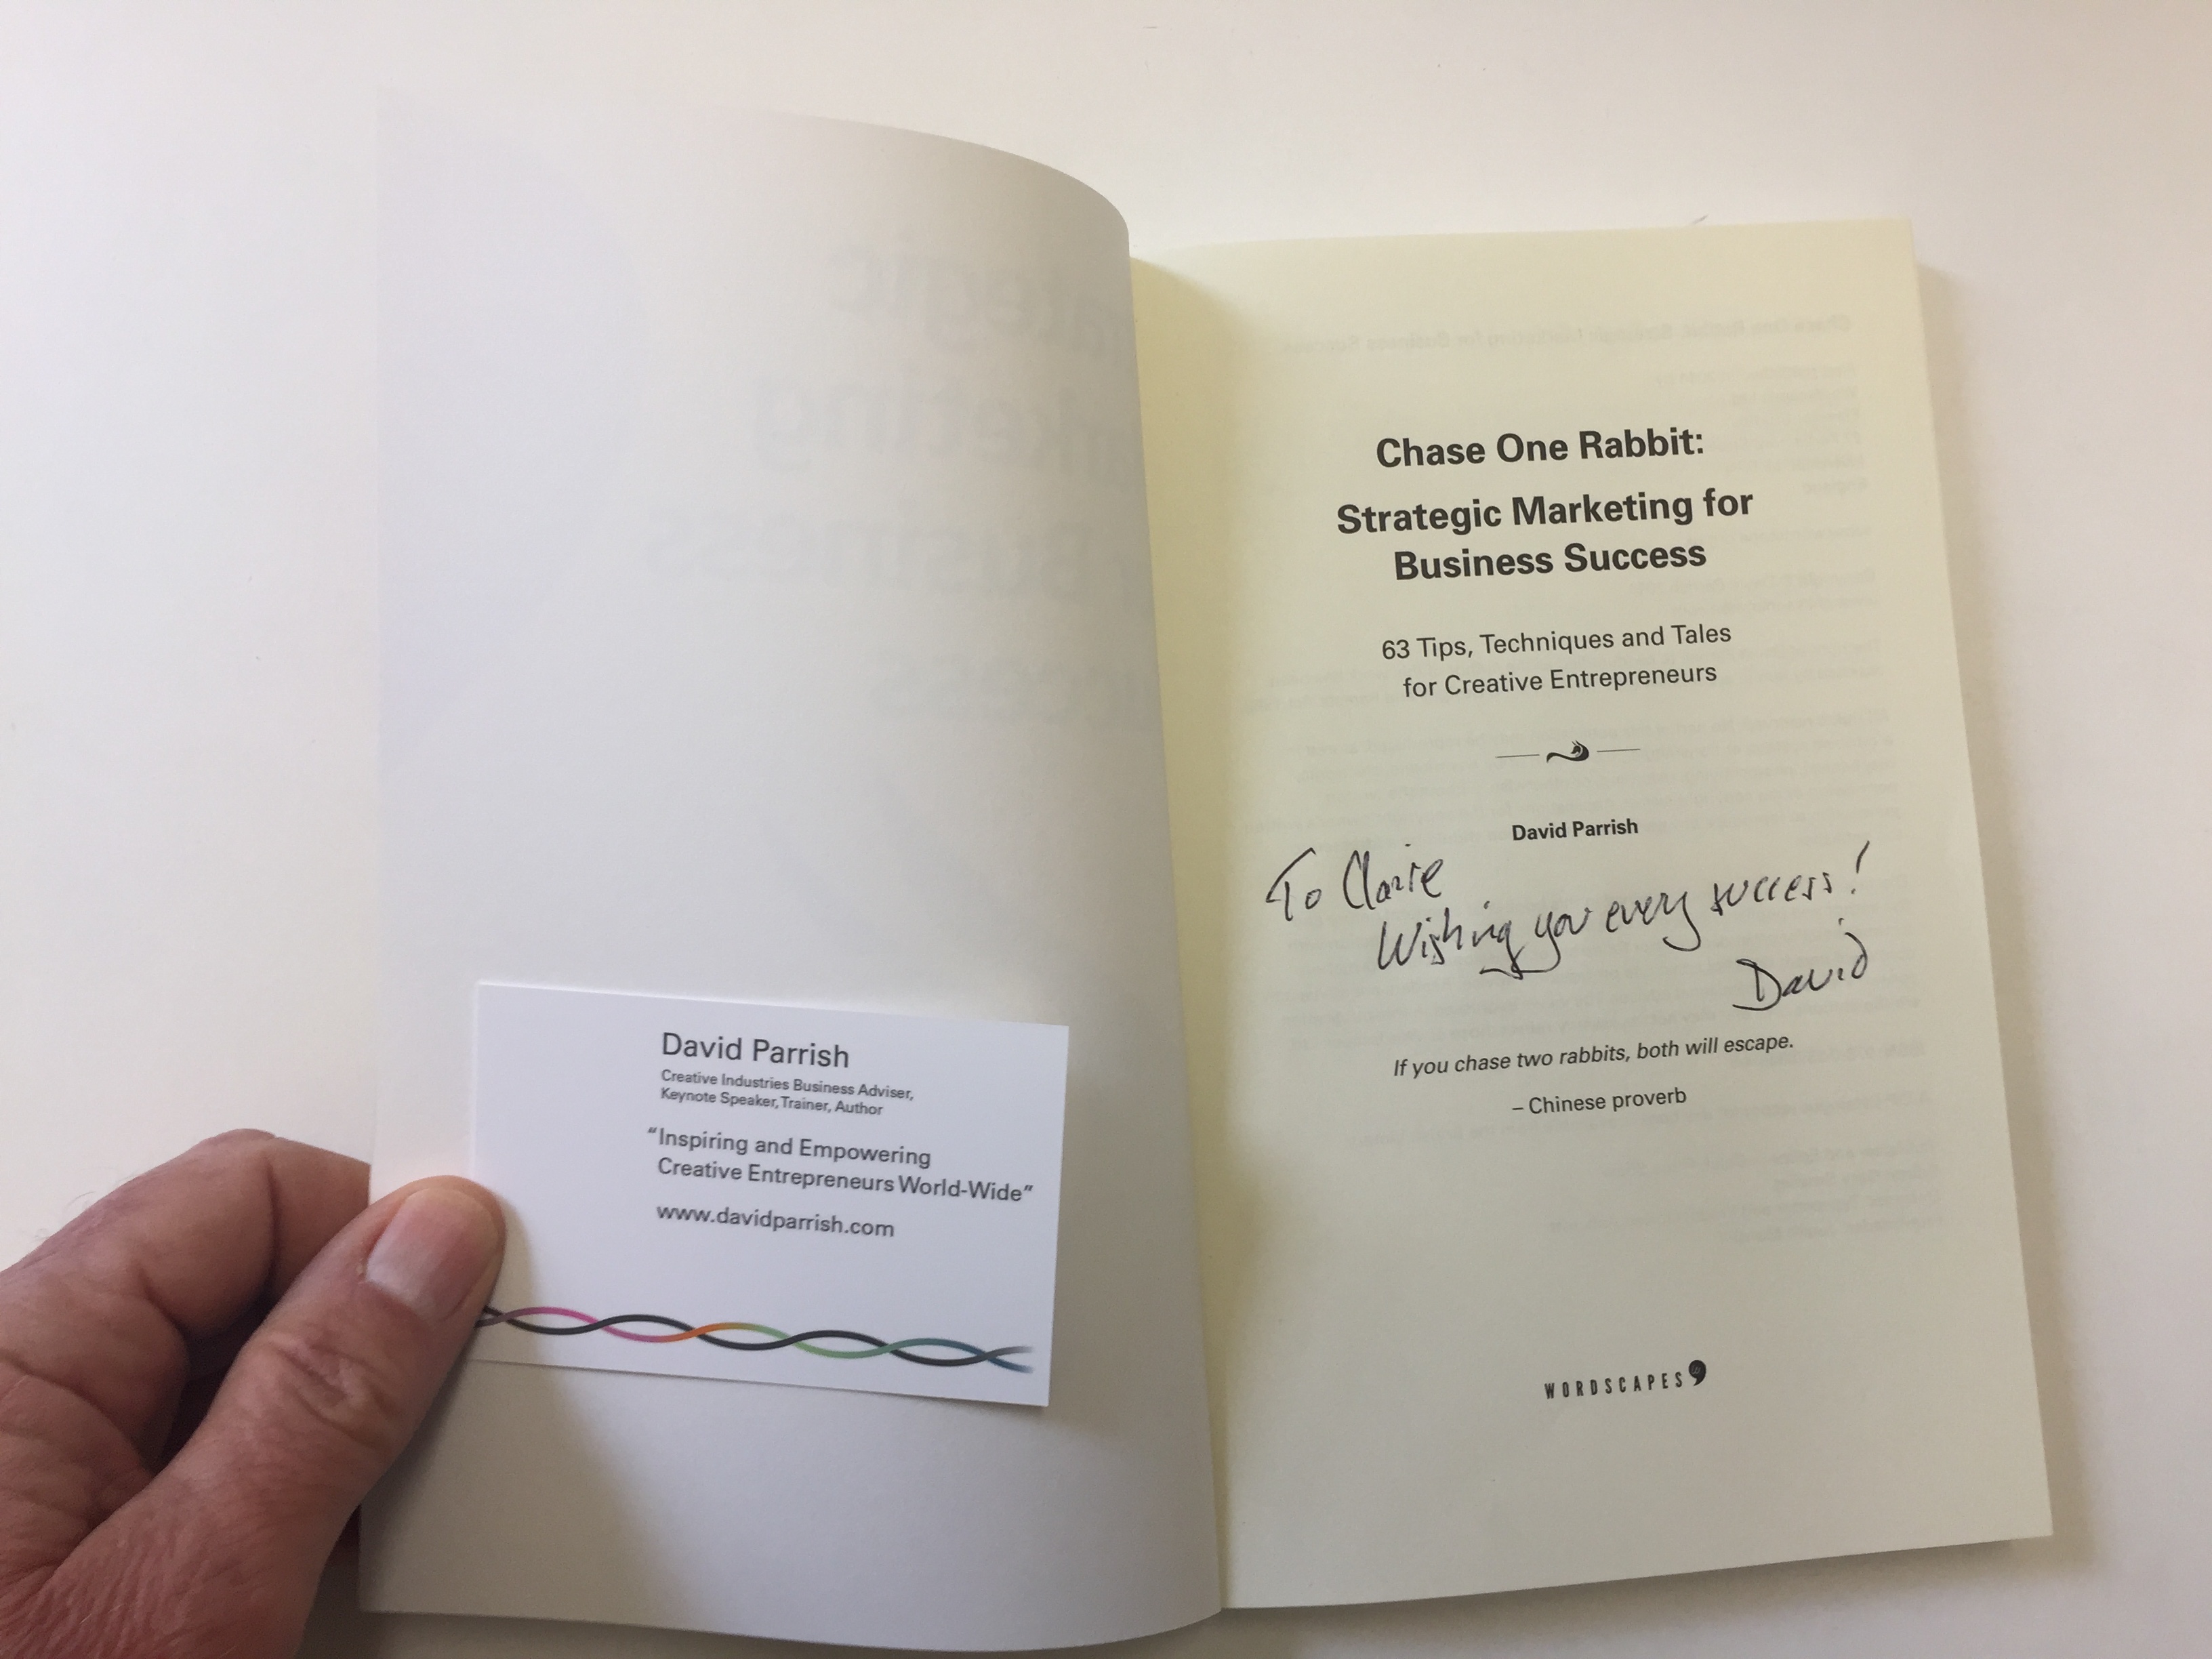 David Parrish
Creative Industries Business Adviser,
Keynote Speaker, Trainer, Author
“Inspiring and Empowering
Creative Entrepreneurs World-Wide”
www.davidparrish.com
Chase One Rabbit:
Strategic Marketing for
Business Success
63 Tips, Techniques and Tales
for Creative Entrepreneurs
David Parrish
To Claire
Wishing you every success!
David
If you chase two rabbits, both will escape.
– Chinese proverb
WORDSCAPES